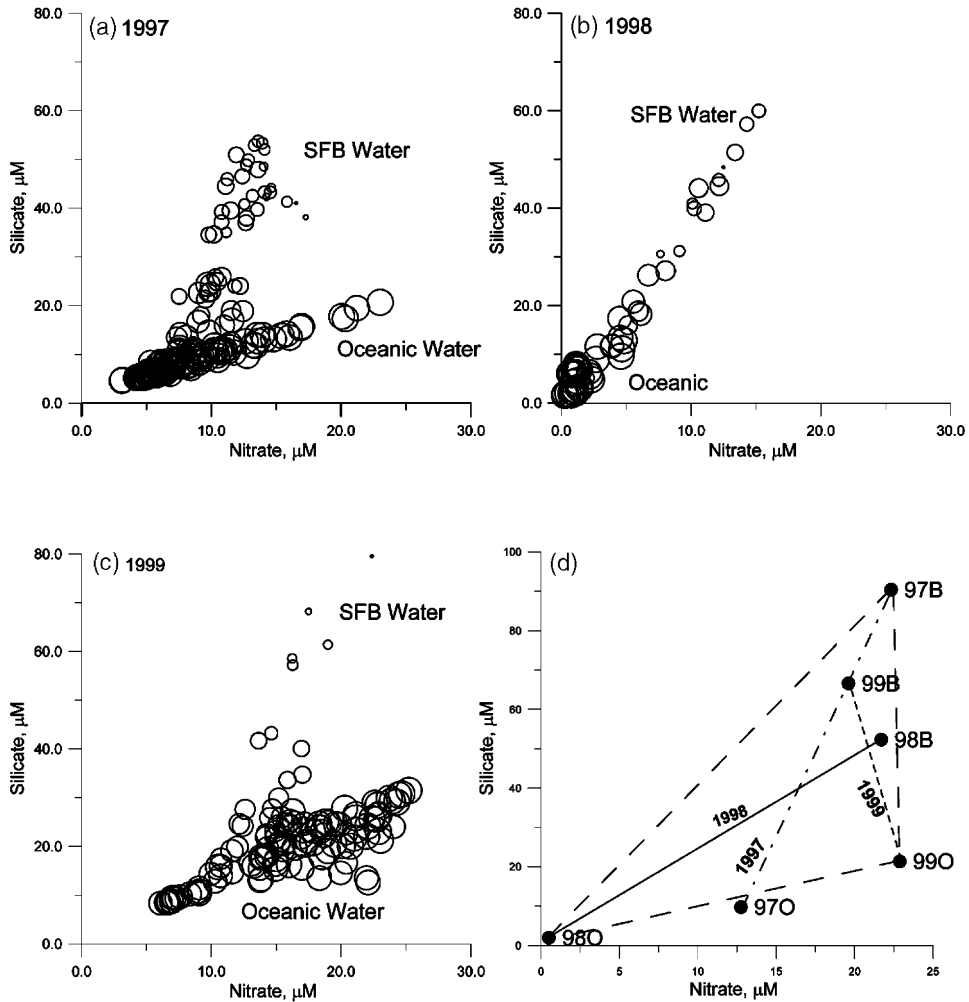 (a) 1997
80.0
60.0
40.0
20.0
0.0
Silicate, μM
SFB Water
Oceanic Water
0.0 10.0 20.0 30.0
Nitrate, μM
(b) 1998
80.0
60.0
40.0
20.0
0.0
Silicate, μM
SFB Water
Oceanic
0.0 10.0 20.0 30.0
Nitrate, μM
(c) 1999
80.0
60.0
40.0
20.0
0.0
Silicate, μM
SFB Water
Oceanic Water
0.0 10.0 20.0 30.0
Nitrate, μM
(d)
100
80
60
40
20
0
Silicate, μM
97B
99B
98B
1998
1999
1997
99O
97O
98O
0 5 10 15 20 25
Nitrate, μM